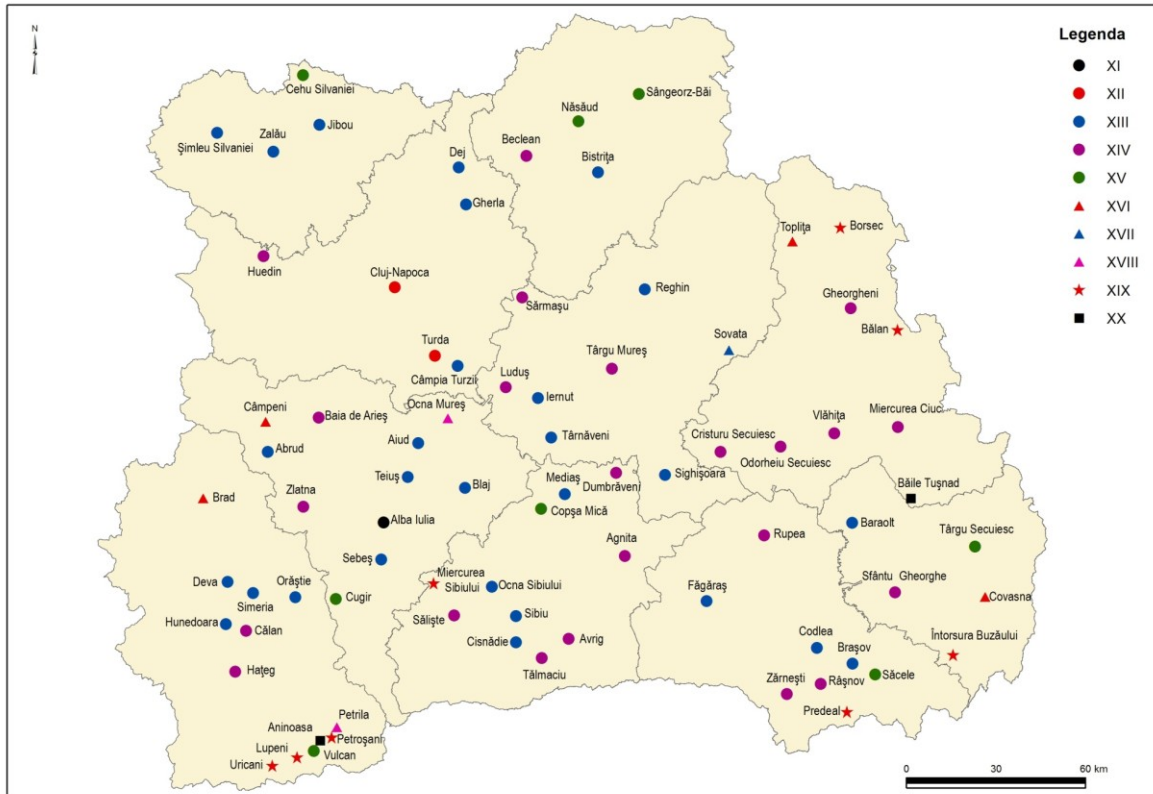 N
Legenda
XI
XII
XIII
XIV
XV
XVI
XVII
XVIII
XIX
XX
Cehu Silvaniei
Sângeorz-Băi
Năsăud
Jibou
Şimleu Silvaniei
Zalău
Beclean
Dej
Bistriţa
Gherla
Topliţa
Borsec
Huedin
Cluj-Napoca
Reghin
Gheorgheni
Sărmaşu
Bălan
Turda
Sovata
Câmpia Turzii
Târgu Mureş
Luduş
Iernut
Câmpeni
Baia de Arieş
Ocna Mureş
Vlăhiţa
Miercurea Ciuc
Abrud
Aiud
Târnăveni
Cristuru Secuiesc
Odorheiu Secuiesc
Teiuş
Blaj
Mediaş
Dumbrăveni
Sighişoara
Băile Tuşnad
Brad
Zlatna
Copşa Mică
Alba Iulia
Baraolt
Târgu Secuiesc
Rupea
Agnita
Sebeş
Miercurea
Sibiului
Ocna Sibiului
Deva
Simeria
Orăştie
Cugir
Făgăraş
Sfântu Gheorghe
Covasna
Hunedoara
Călan
Sălişte
Sibiu
Cisnădie
Avrig
Tălmaciu
Haţeg
Codlea
Braşov
Întorsura Buzăului
Zărneşti
Râşnov
Săcele
Predeal
Petrila
Aninoasa
Petroşani
Lupeni
Vulcan
Uricani
0 30 60 km